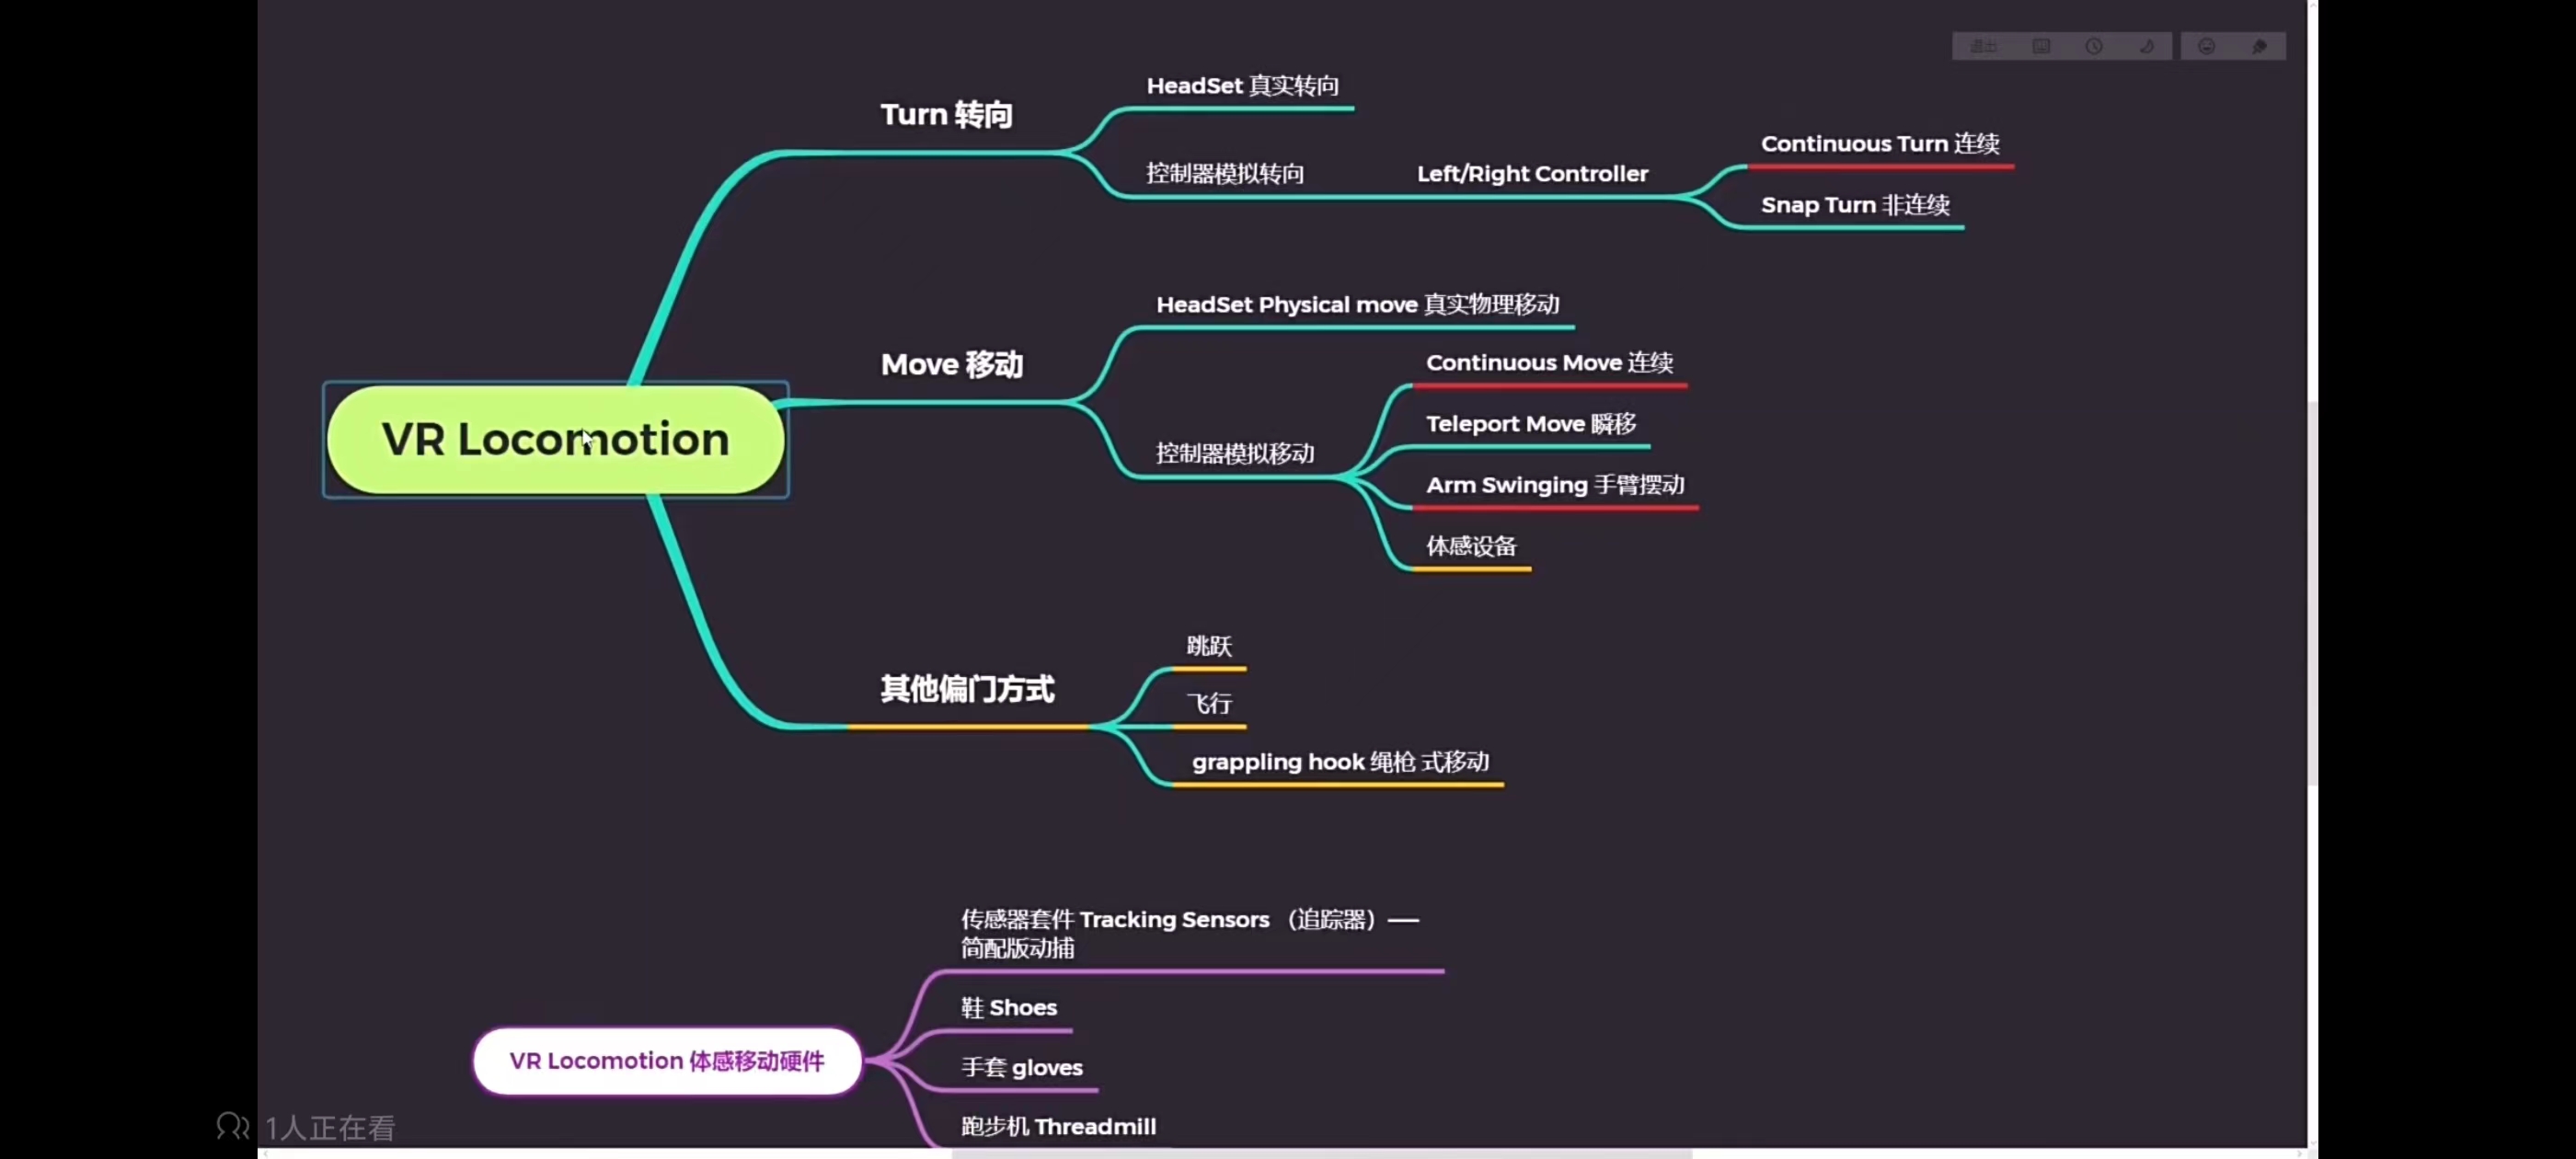 退出
HeadSet 真实转向
Turn 转向
Continuous Turn 连续
控制器模拟转向
Left/Right Controller
Snap Turn 非连续
HeadSet Physical move 真实物理移动
Move 移动
Continuous Move 连续
Teleport Move 瞬移
VR Locomotion
控制器模拟移动
Arm Swinging 手臂摆动
体感设备
跳跃
其他偏门方式
飞行
grappling hook 绳枪 式移动
传感器套件 Tracking Sensors （追踪器）—
简配版动捕
鞋 Shoes
VR Locomotion 体感移动硬件
手套 gloves
跑步机 Threadmill
1人正在看